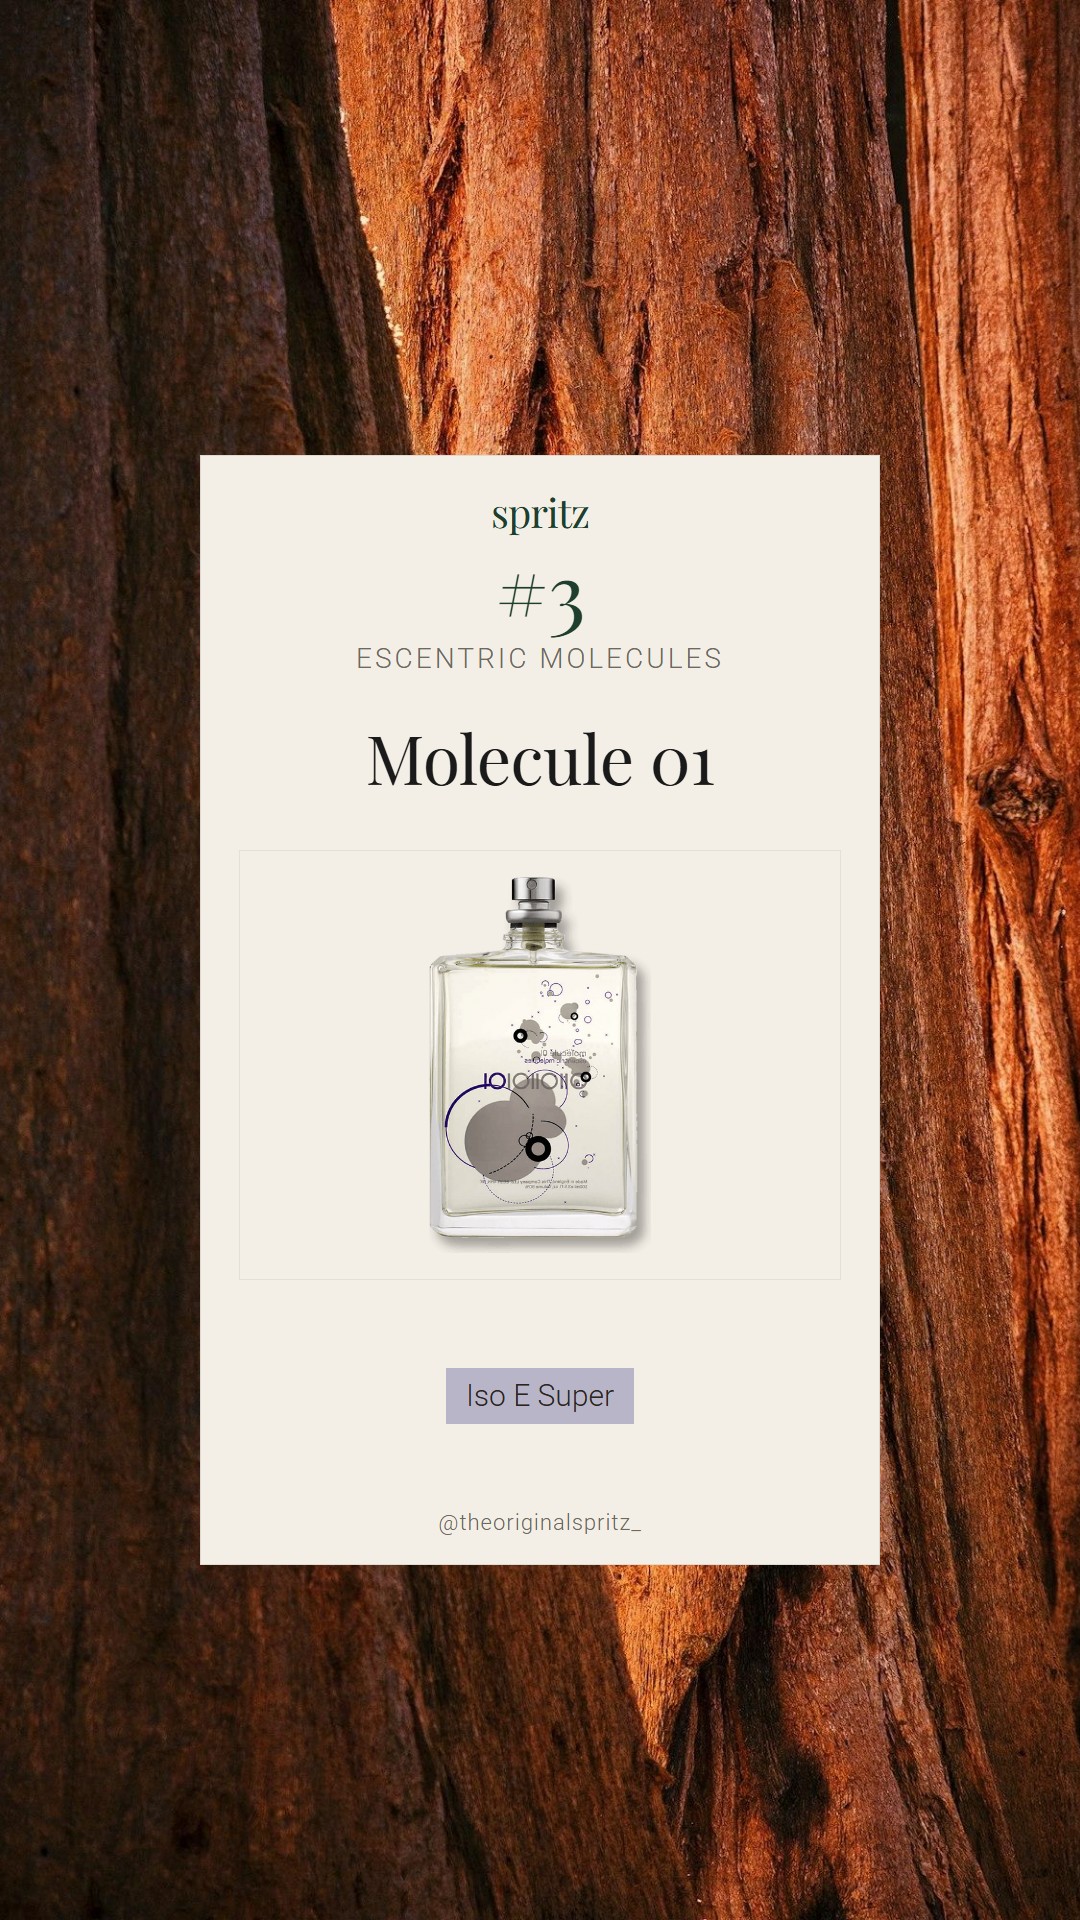 spritz
#3
ESCENTRIC MOLECULES
Molecule 01
Iso E Super
@theoriginalspritz_